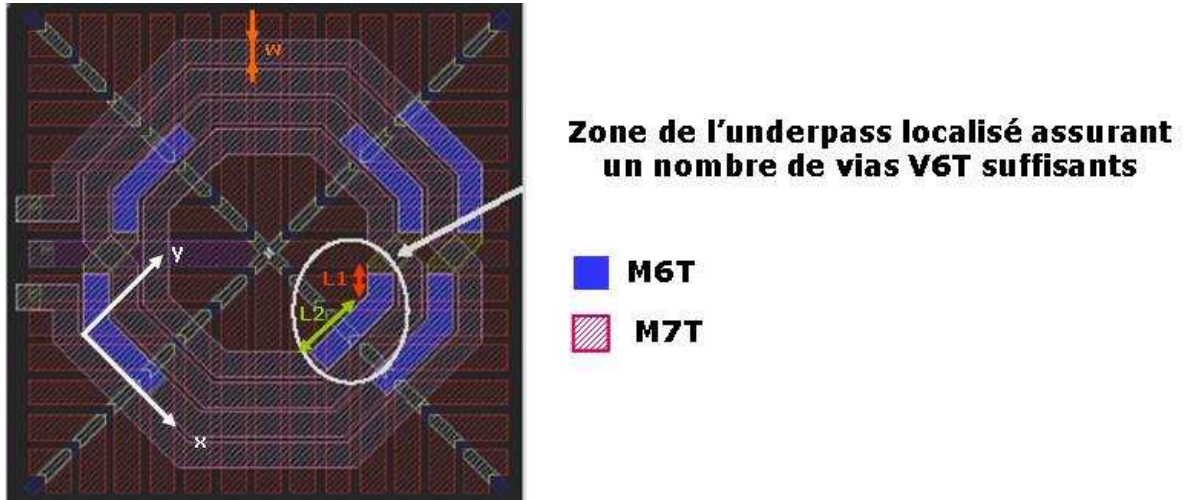 w
Zone de l'underpass localisé assurant
un nombre de vias V6T suffisants
y
M6T
L1
L2
M7T
x